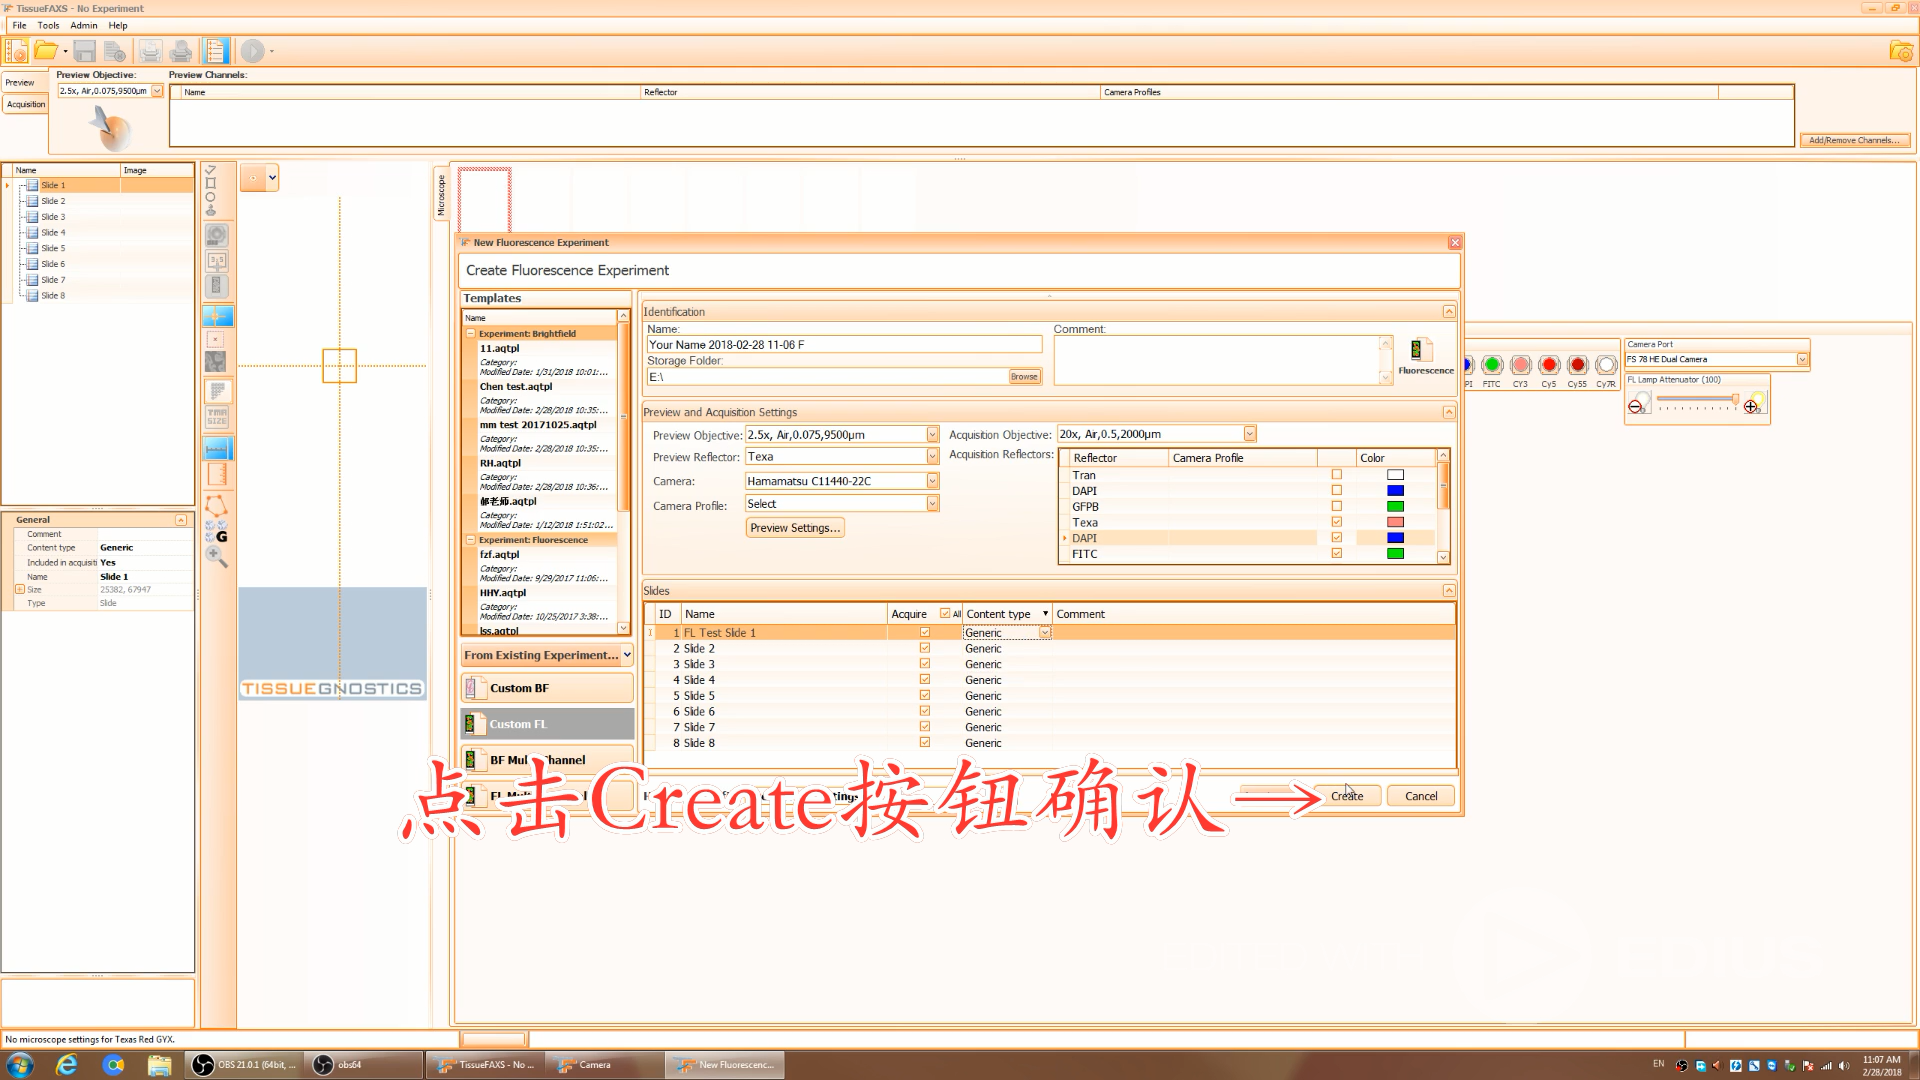 TissueFAXS - No Experiment
File Tools Admin Help
Preview
Acquisition
Preview Objective:
2.5x, Air,0.075,9500µm
Preview Channels:
Name Reflector Camera Profiles
Add/Remove Channels...
Name Image
Slide 1
Slide 2
Slide 3
Slide 4
Slide 5
Slide 6
Slide 7
Slide 8
General
Comment
Content type Generic
Included in acquisiti Yes
Name Slide 1
Size 25382, 67947
Type Slide
TMA
SIZE
G
TISSUEGNOSTICS
Microscope
New Fluorescence Experiment
Create Fluorescence Experiment
Templates
Name
Experiment: Brightfield
11.aqtpl
Category:
Modified Date: 1/31/2018 10:01:...
Chen test.aqtpl
Category:
Modified Date: 2/28/2018 10:35:...
mm test 20171025.aqtpl
Category:
Modified Date: 2/28/2018 10:35:...
RH.aqtpl
Category:
Modified Date: 2/28/2018 10:36:...
郝老师.aqtpl
Category:
Modified Date: 1/12/2018 1:51:02...
Experiment: Fluorescence
fzf.aqtpl
Modified Date: 9/29/2017 11:06:...
HHY.aqtpl
Category:
Modified Date: 10/25/2017 3:38:...
lss.aqtpl
From Existing Experiment...
Custom BF
Custom FL
Identification
Name:
Your Name 2018-02-28 11-06 F
Storage Folder:
E:\
Browse
Comment:
Fluorescence
Preview and Acquisition Settings
Preview Objective: 2.5x, Air,0.075,9500µm
Preview Reflector: Texa
Camera: Hamamatsu C11440-22C
Camera Profile: Select
Preview Settings...
Acquisition Objective: 20x, Air,0.5,2000µm
Acquisition Reflectors:
Reflector Camera Profile Color
Tran
DAPI
GFPB
Texa
DAPI
FITC
Slides
ID Name Acquire All Content type Comment
1 FL Test Slide 1 Generic
2 Slide 2 Generic
3 Slide 3 Generic
4 Slide 4 Generic
5 Slide 5 Generic
6 Slide 6 Generic
7 Slide 7 Generic
8 Slide 8 Generic
点击Create按钮确认→
Create
Cancel
PI FITC CY3 Cy5 Cy55 Cy7R
Camera Port
FS 78 HE Dual Camera
FL Lamp Attenuator (100)
No microscope settings for Texas Red GYX.
OBS 21.0.1 (64bit, ...
obs64
TissueFAXS - No ...
Camera
New Fluorescenc...
EN
11:07 AM
2/28/2018